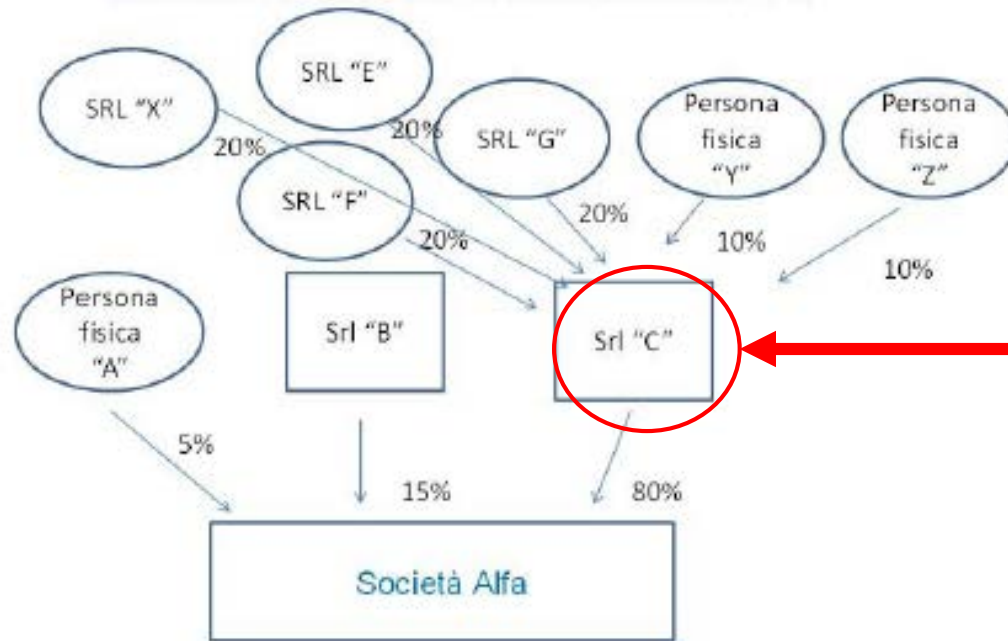 SRL “X”
SRL “E”
SRL “G”
Persona
fisica
“Y”
Persona
fisica
“Z”
20%
20%
SRL “F”
20%
20%
10%
10%
Persona
fisica
“A”
Srl “B”
Srl “C”
5%
15%
80%
Società Alfa